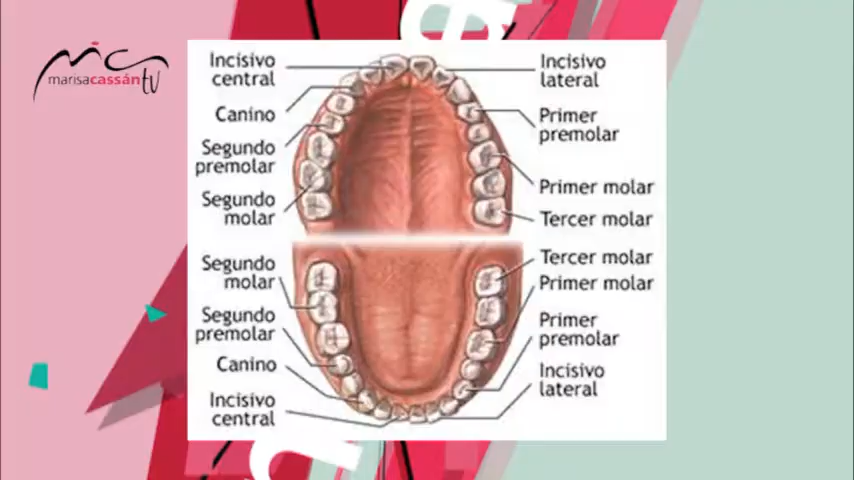 marisacassán tv
Incisivo
central
Canino
Segundo
premolar
Segundo
molar
Incisivo
lateral
Primer
premolar
Primer molar
Tercer molar
Segundo
molar
Segundo
premolar
Canino
Incisivo
central
Tercer molar
Primer molar
Primer
premolar
Incisivo
lateral